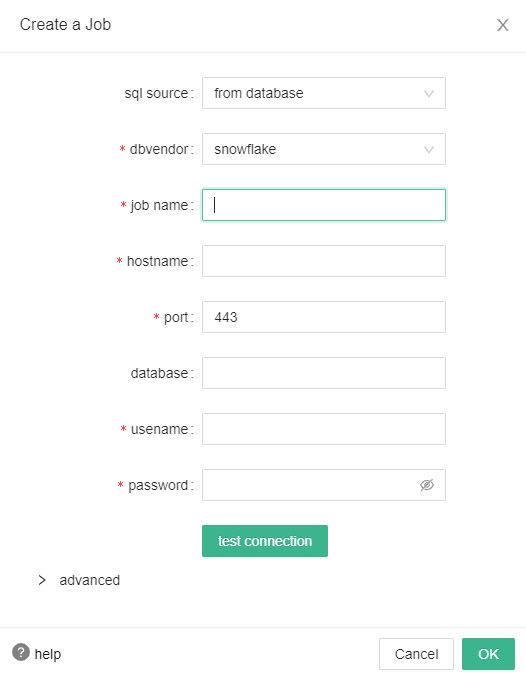 Create a Job
sql source: from database
* dbvendor: snowflake
* job name:
* hostname:
* port: 443
database:
* usename:
* password:
test connection
advanced
? help
Cancel OK